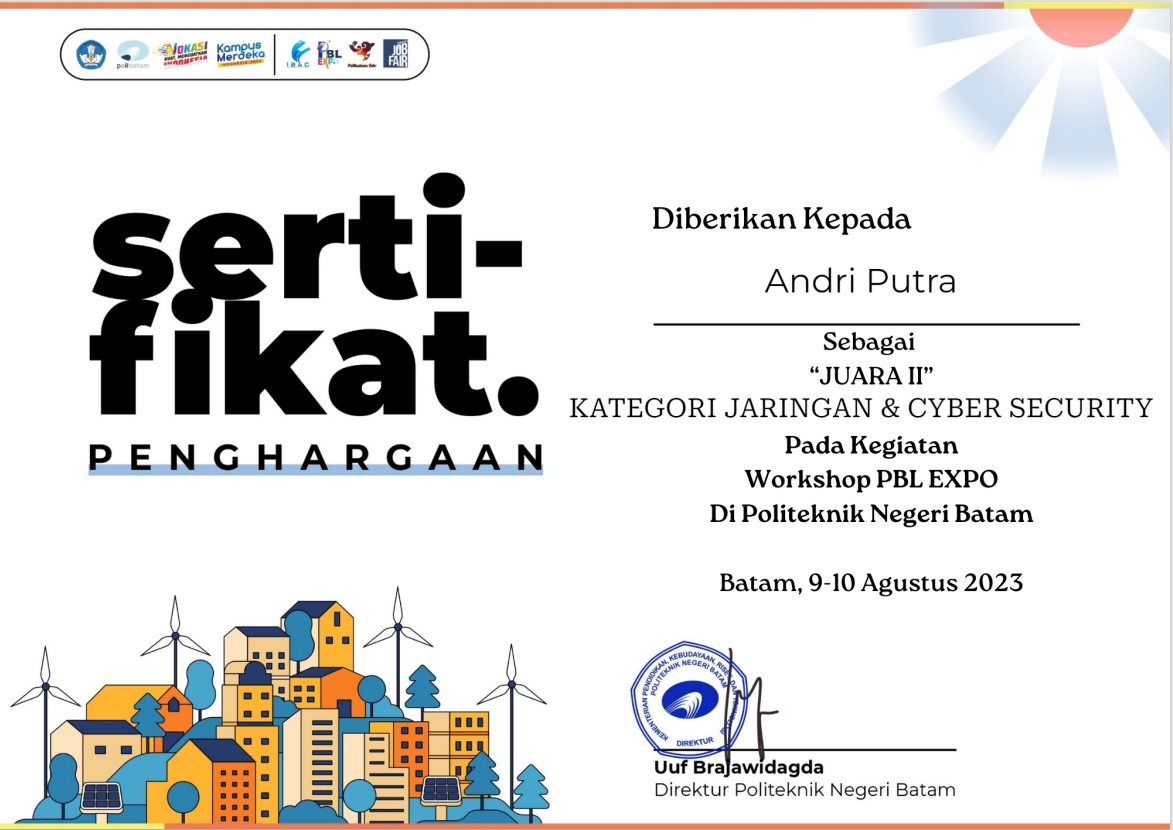 polibatam
VOKASI
KUAT, MENGUATKAN
INDONESIA
Kampus
Merdeka
INDONESIA JAYA
IBAC
PBL
EXPO
Polibatam Fair
JOB
FAIR
serti-
fikat.
PENGHARGAAN
Diberikan Kepada
Andri Putra
Sebagai
“JUARA II”
KATEGORI JARINGAN & CYBER SECURITY
Pada Kegiatan
Workshop PBL EXPO
Di Politeknik Negeri Batam
Batam, 9-10 Agustus 2023
KEMENTERIAN PENDIDIKAN, KEBUDAYAAN, RISET, DAN
POLITEKNIK NEGERI BATAM
DIREKTUR
Uuf Brajawidagda
Direktur Politeknik Negeri Batam